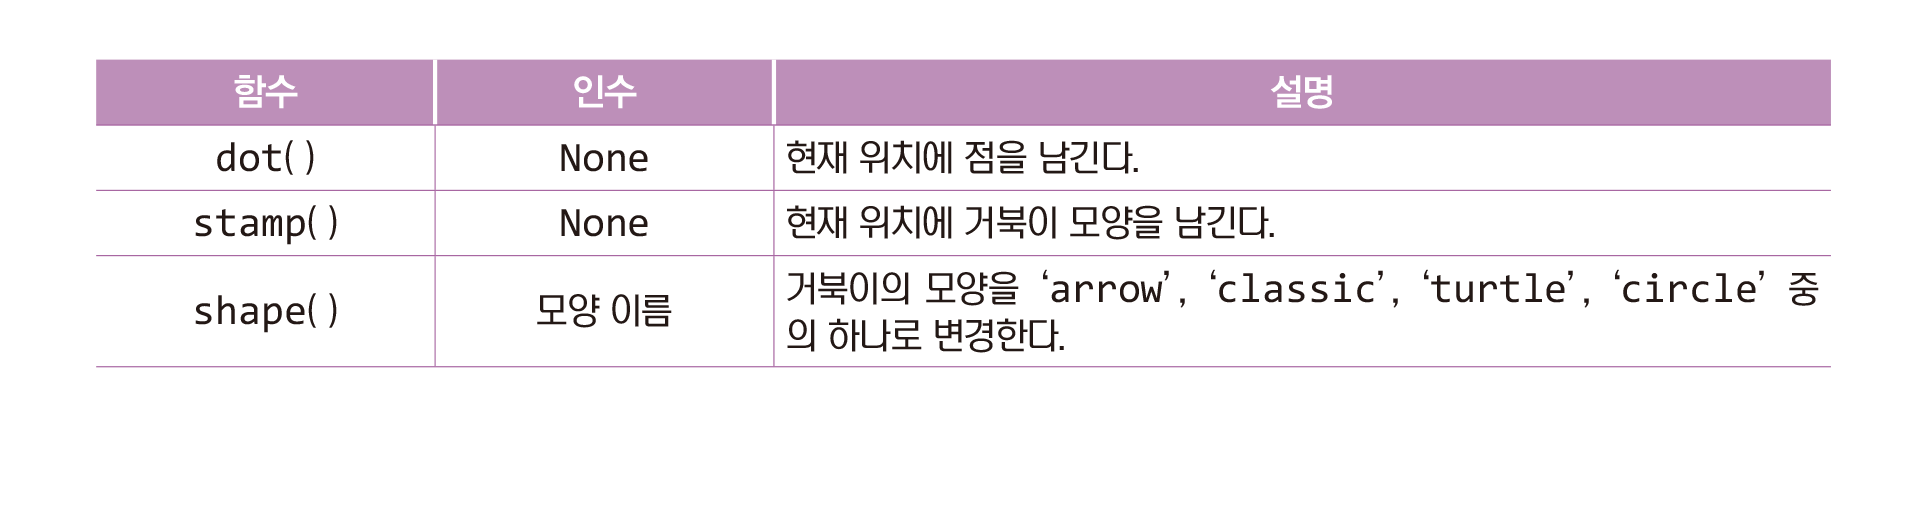 함수 인수 설명
dot() None 현재 위치에 점을 남긴다.
stamp() None 현재 위치에 거북이 모양을 남긴다.
shape() 모양 이름 거북이의 모양을 ‘arrow’, ‘classic’, ‘turtle’, ‘circle’ 중
의 하나로 변경한다.